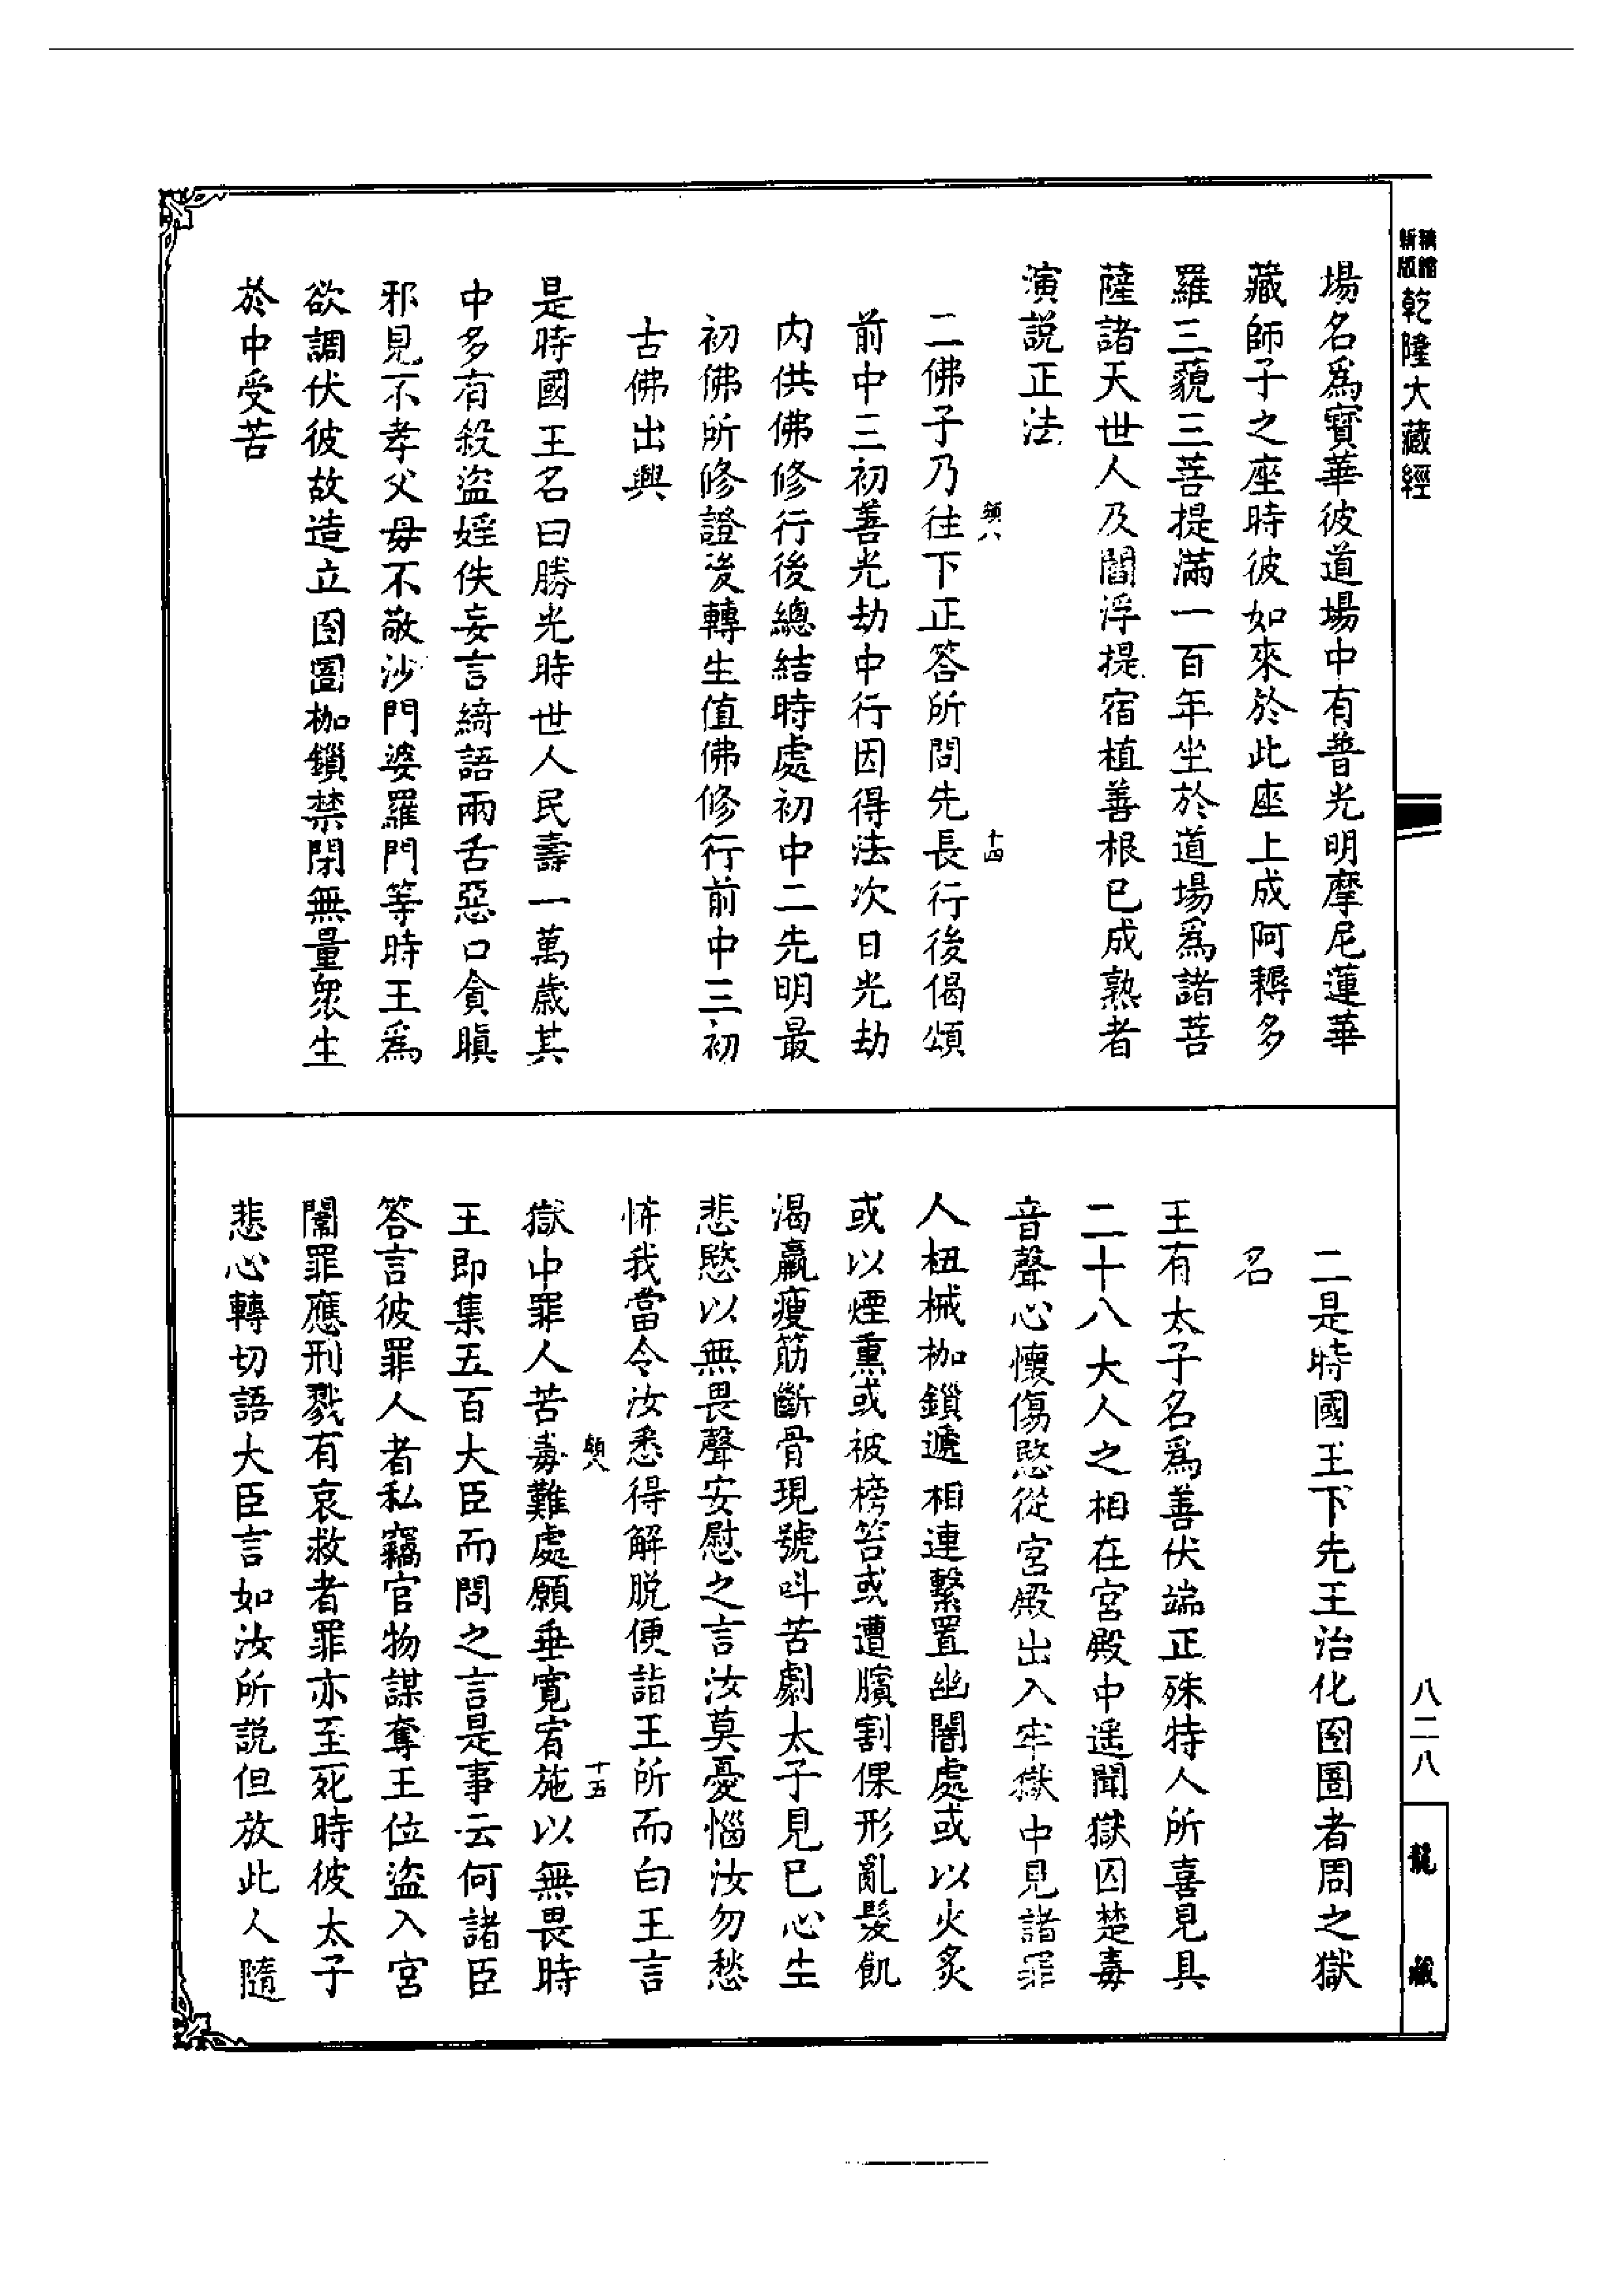 精縮
新版
乾隆大藏經
場名爲寳華彼道場中有普光明摩尼蓮華
藏師子之座時彼如來於此座上成阿耨多
羅三藐三菩提滿一百年坐於道場爲諸菩
薩諸天世人及閻浮提宿植善根已成熟者
演説正法
二佛子乃往下正答所問先長行後偈頌
前中三初善光劫中行因得法次日光劫
内供佛修行後總結時處初中二先明最
初佛所修證後轉生值佛修行前中三初
古佛出興
是時國王名曰勝光時世人民壽一萬歳其
中多有殺盜婬佚妄言綺語兩舌惡口貪瞋
邪見不孝父毋不敬沙門婆羅門等時王爲
欲調伏彼故造立囹圄枷鎖禁閉無量衆生
於中受苦
十四
二是時國王下先王治化囹圄者周之獄
名
王有太子名爲善伏端正殊特人所喜見具
二十八大人之相在宮殿中遥聞獄囚楚毒
音聲心懷傷愍從宮殿出入牢獄中見諸罪
人杻械枷鎖遞相連繫置幽闇處或以火炙
或以煙熏或被榜笞或遭臏割倮形亂髮飢
渴羸瘦筋斷骨現號呌苦劇太子見已心生
悲愍以無畏聲安慰之言汝莫憂惱汝勿愁
怖我當令汝悉得解脱便詣王所而白王言
獄中罪人苦毒難處願垂寛宥施以無畏時
王即集五百大臣而問之言是事云何諸臣
答言彼罪人者私竊官物謀奪王位盜入宮
闈罪應刑戮有哀救者罪亦至死時彼太子
悲心轉切語大臣言如汝所説但放此人隨
十五
八二八
龍藏